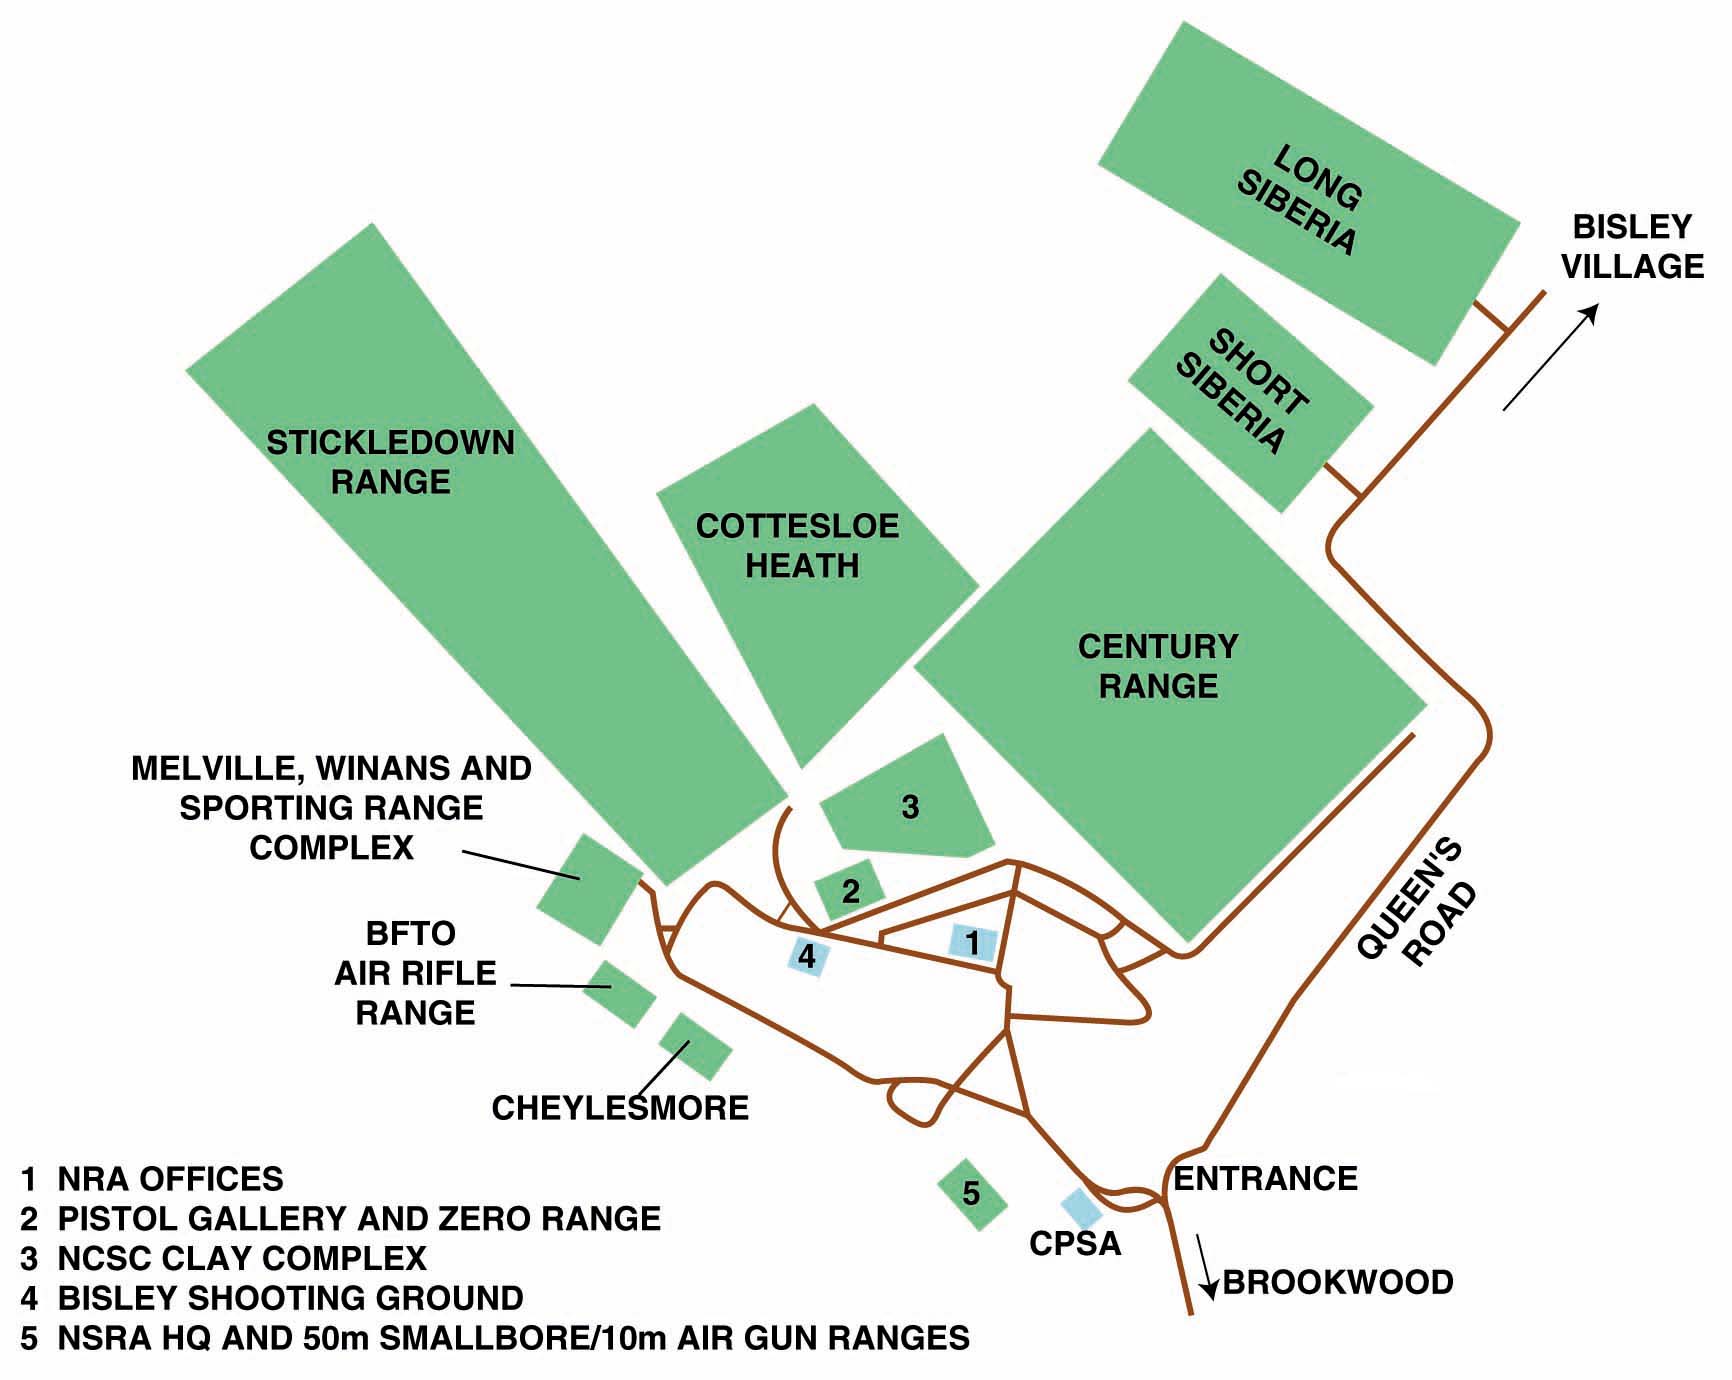 LONG
SIBERIA
BISLEY
VILLAGE
SHORT
SIBERIA
STICKLEDOWN
RANGE
COTTESLOE
HEATH
CENTURY
RANGE
MELVILLE, WINANS AND
SPORTING RANGE
COMPLEX
3
2
1
4
QUEEN'S
ROAD
BFTO
AIR RIFLE
RANGE
CHEYLESMORE
5
CPSA
ENTRANCE
BROOKWOOD
1 NRA OFFICES
2 PISTOL GALLERY AND ZERO RANGE
3 NCSC CLAY COMPLEX
4 BISLEY SHOOTING GROUND
5 NSRA HQ AND 50m SMALLBORE/10m AIR GUN RANGES